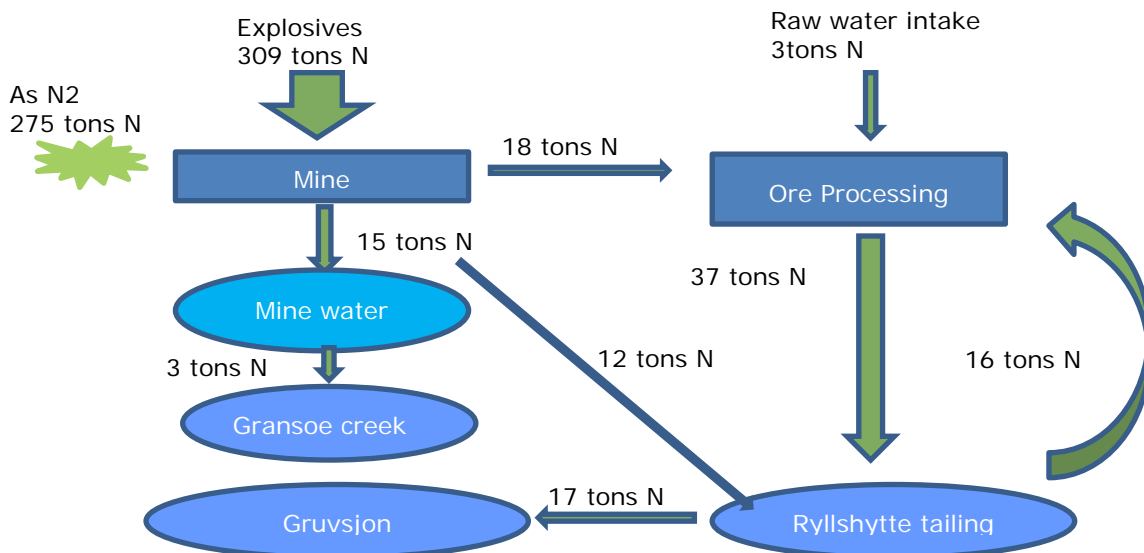 Explosives
309 tons N
Raw water intake
3tons N
As N2
275 tons N
18 tons N
Mine
Ore Processing
15 tons N
37 tons N
Mine water
3 tons N
12 tons N
16 tons N
Gransoe creek
17 tons N
Gruvsjon
Ryllshytte tailing